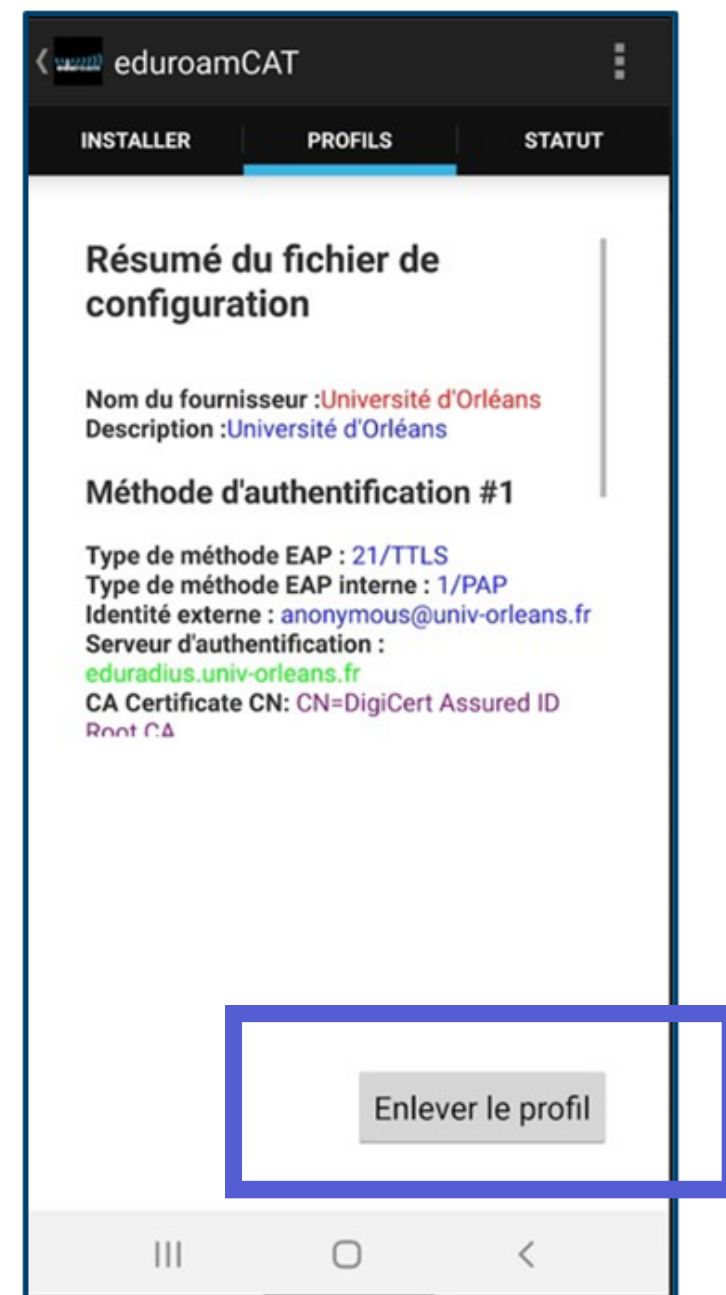 eduroamCAT
INSTALLER PROFILS STATUT
Résumé du fichier de
configuration
Nom du fournisseur :Université d'Orléans
Description :Université d'Orléans
Méthode d'authentification #1
Type de méthode EAP : 21/TTLS
Type de méthode EAP interne : 1/PAP
Identité externe : anonymous@univ-orleans.fr
Serveur d'authentification :
eduradius.univ-orleans.fr
CA Certificate CN: CN=DigiCert Assured ID
Root CA
Enlever le profil